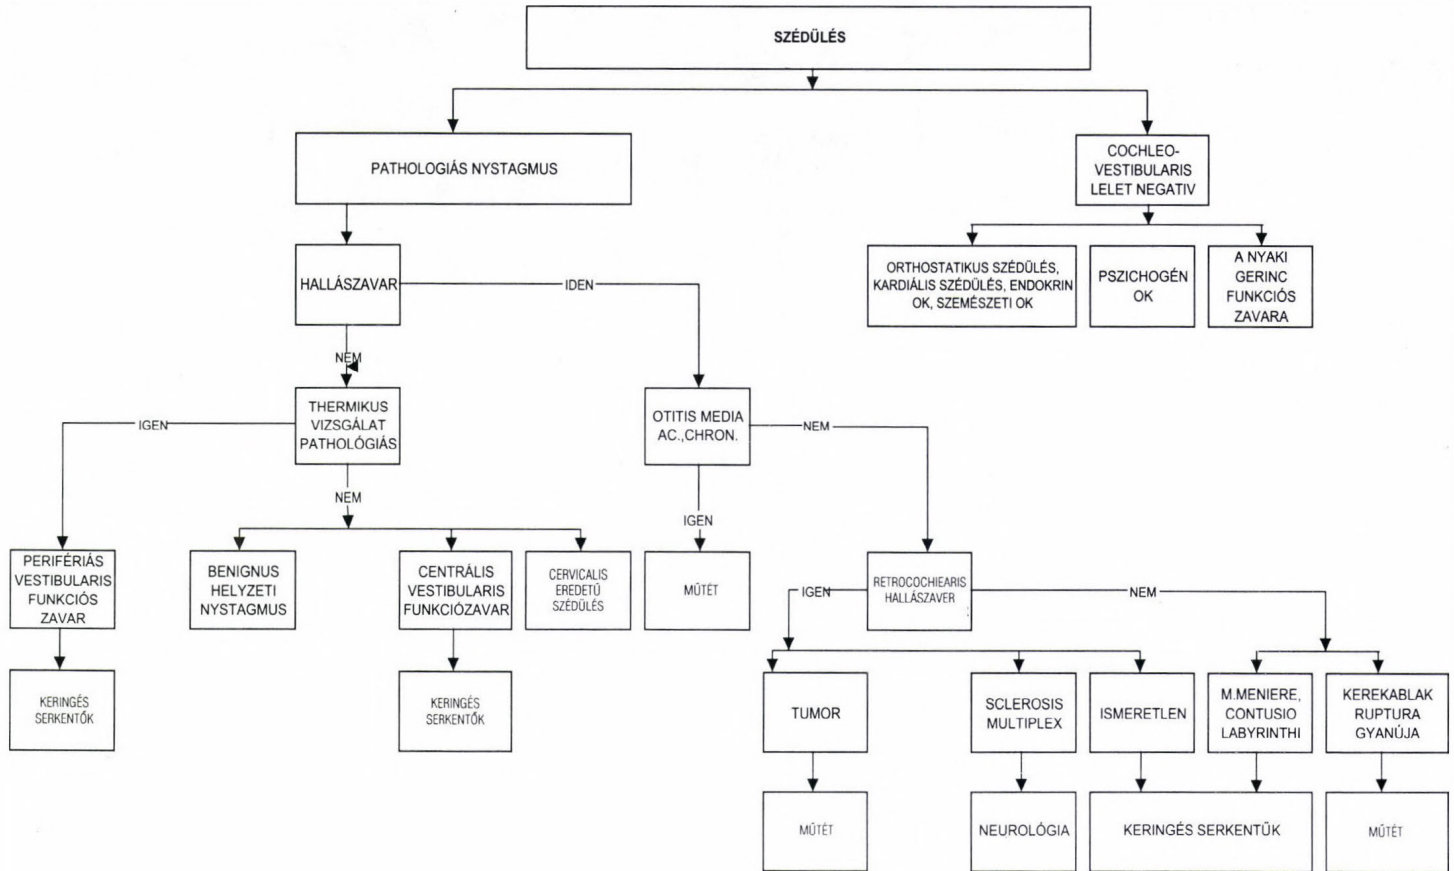 SZÉDÜLÉS
PATHOLOGIÁS NYSTAGMUS
COCHLEO-
VESTIBULARIS
LELET NEGATIV
HALLÁSZAVAR
IDEN
ORTHOSTATIKUS SZÉDÜLÉS,
KARDIÁLIS SZÉDÜLÉS, ENDOKRIN
OK, SZEMÉSZETI OK
PSZICHOGÉN
OK
A NYAKI
GERINC
FUNKCIÓS
ZAVARA
NEM
THERMIKUS
VIZSGÁLAT
PATHOLÓGIÁS
IGEN
OTITIS MEDIA
AC.,CHRON.
NEM
NEM
IGEN
PERIFÉRIÁS
VESTIBULARIS
FUNKCIÓS
ZAVAR
BENIGNUS
HELYZETI
NYSTAGMUS
CENTRÁLIS
VESTIBULARIS
FUNKCIÓZAVAR
CERVICALIS
EREDETŰ
SZÉDÜLÉS
MŰTÉT
IGEN
RETROCOCHIEARIS
HALLÁSZAVER
NEM
KERINGÉS
SERKENTŐK
KERINGÉS
SERKENTŐK
TUMOR
SCLEROSIS
MULTIPLEX
ISMERETLEN
M.MENIERE,
CONTUSIO
LABYRINTHI
KEREKABLAK
RUPTURA
GYANÚJA
MŰTÉT
NEUROLÓGIA
KERINGÉS SERKENTŰK
MŰTÉT